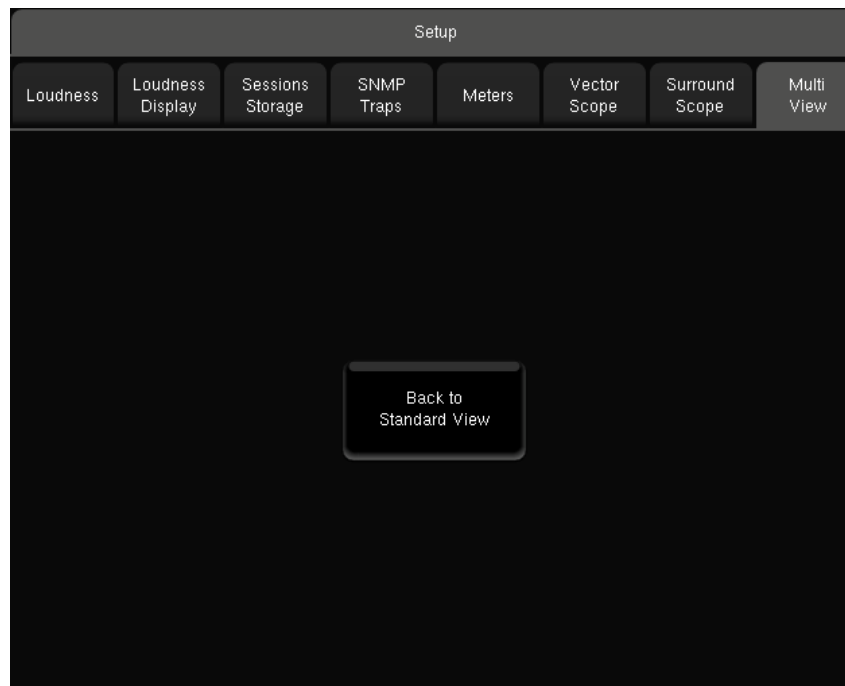 Setup
Loudness
Loudness
Display
Sessions
Storage
SNMP
Traps
Meters
Vector
Scope
Surround
Scope
Multi
View
Back to
Standard View